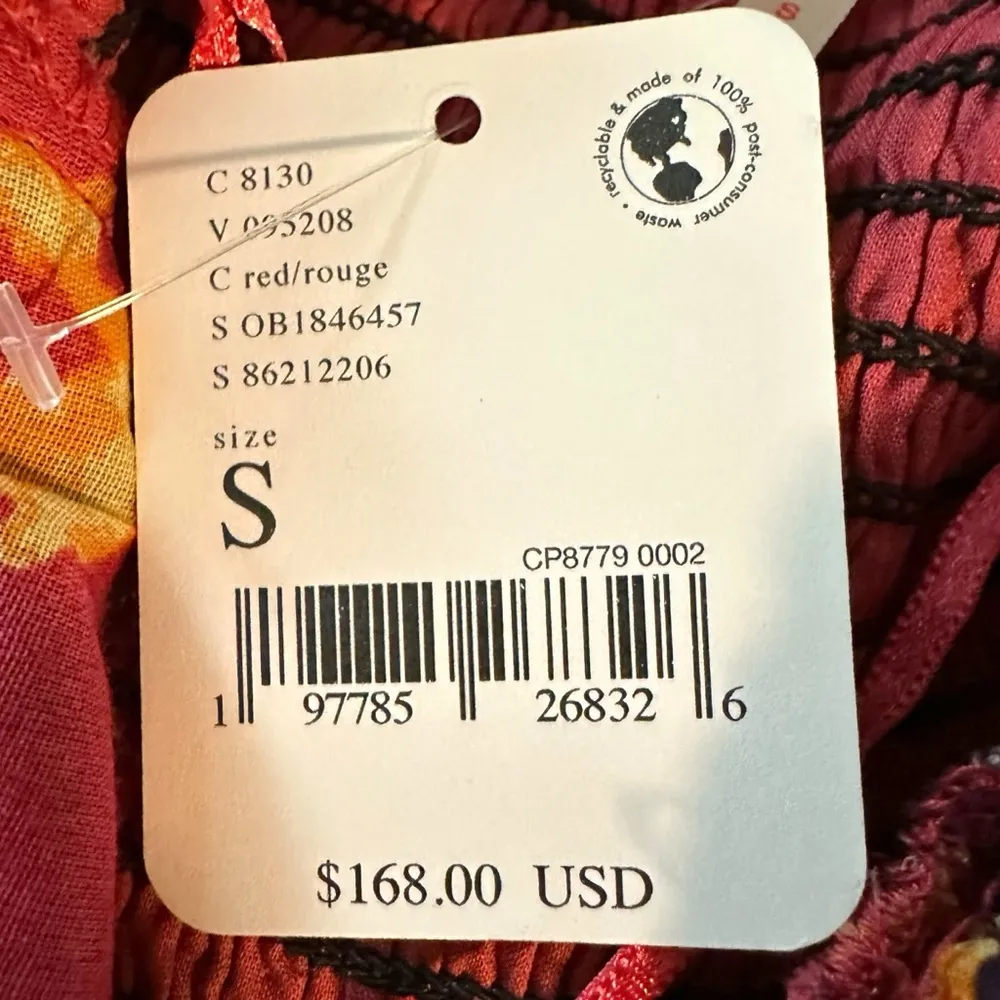 C 8130
V 095208
C red/rouge
S OB1846457
S 86212206
size
S
CP8779 0002
1 97785 26832 6
$168.00 USD
recyclable & made of 100% post-consumer waste •
S